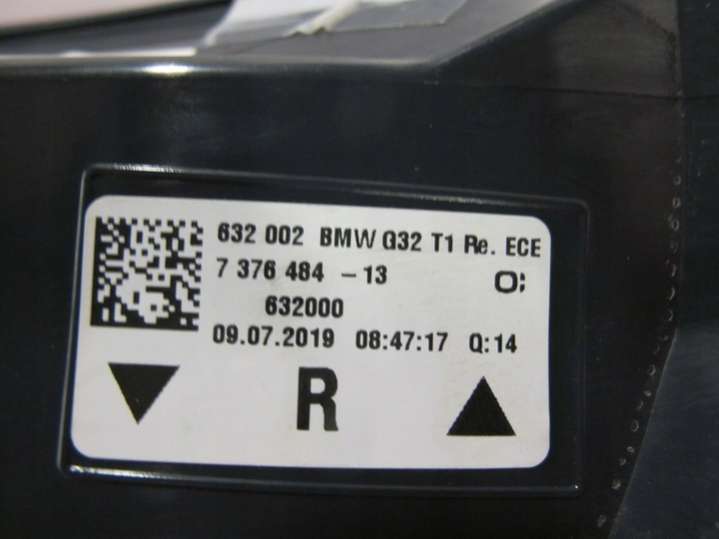 632 002 BMW G32 T1 Re. ECE
7 376 484 -13 O;
632000
09.07.2019 08:47:17 Q:14
R